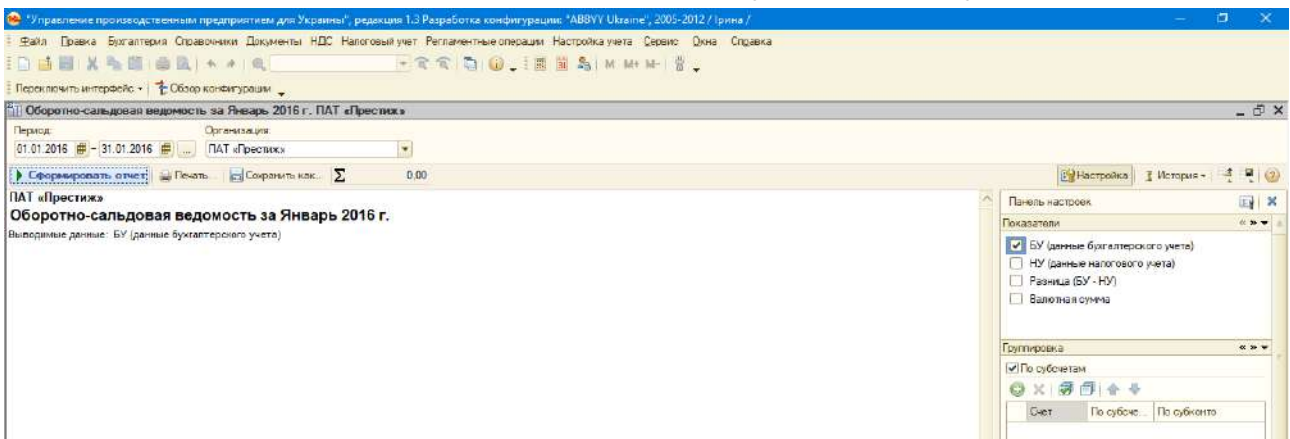 "Управление производственным предприятием для Украины", редакция 1.3 Разработка конфигурации: "ABBYY Ukraine", 2005-2012 / Ірина /
Файл Правка Бухгалтерия Справочники Документы НДС Налоговый учет Регламентные операции Настройка учета Сервис Окна Справка
M M+ M-
Переключить интерфейс Обзор конфигурации
Оборотно-сальдовая ведомость за Январь 2016 г. ПАТ «Престиж»
Период: Организация:
01.01.2016 - 31.01.2016 ... ПАТ «Престиж»
Сформировать отчет Печать... Сохранить как... Σ 0,00 Настройка История
ПАТ «Престиж»
Оборотно-сальдовая ведомость за Январь 2016 г.
Выводимые данные: БУ (данные бухгалтерского учета)
Панель настроек
Показатели
БУ (данные бухгалтерского учета)
НУ (данные налогового учета)
Разница (БУ - НУ)
Валютная сумма
Группировка
По субсчетам
Счет По субсче... По субконто